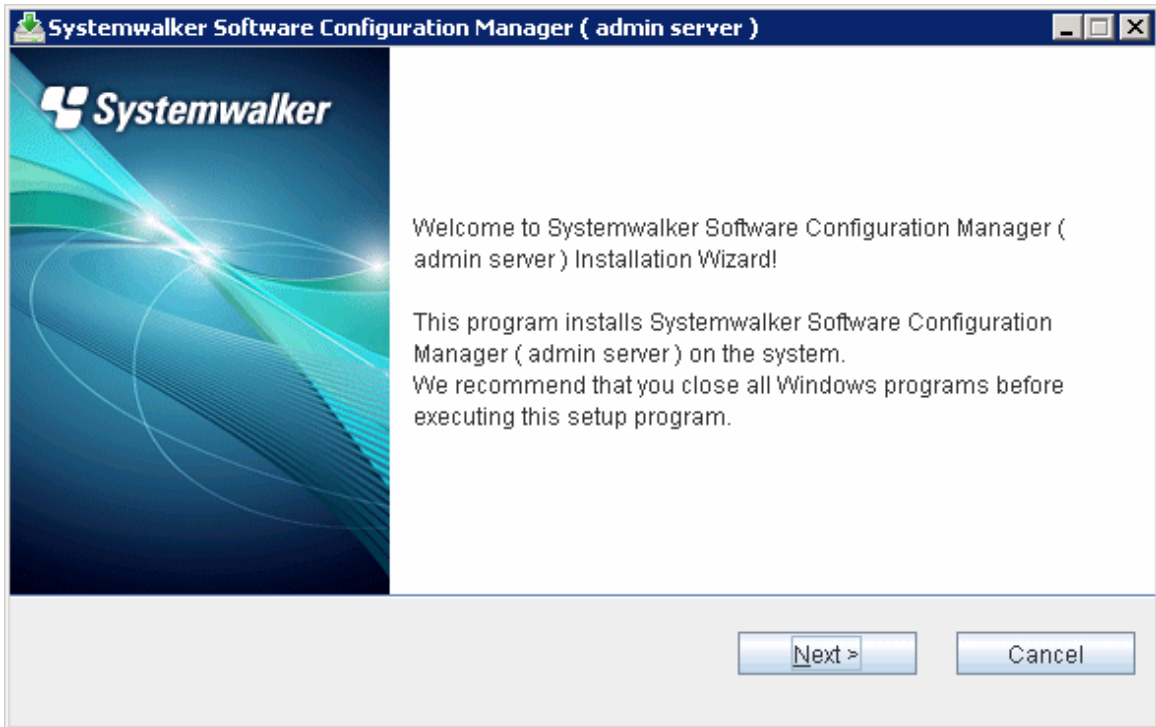 Systemwalker Software Configuration Manager ( admin server )
Systemwalker
Welcome to Systemwalker Software Configuration Manager (
admin server ) Installation Wizard!
This program installs Systemwalker Software Configuration
Manager ( admin server ) on the system.
We recommend that you close all Windows programs before
executing this setup program.
Next >
Cancel